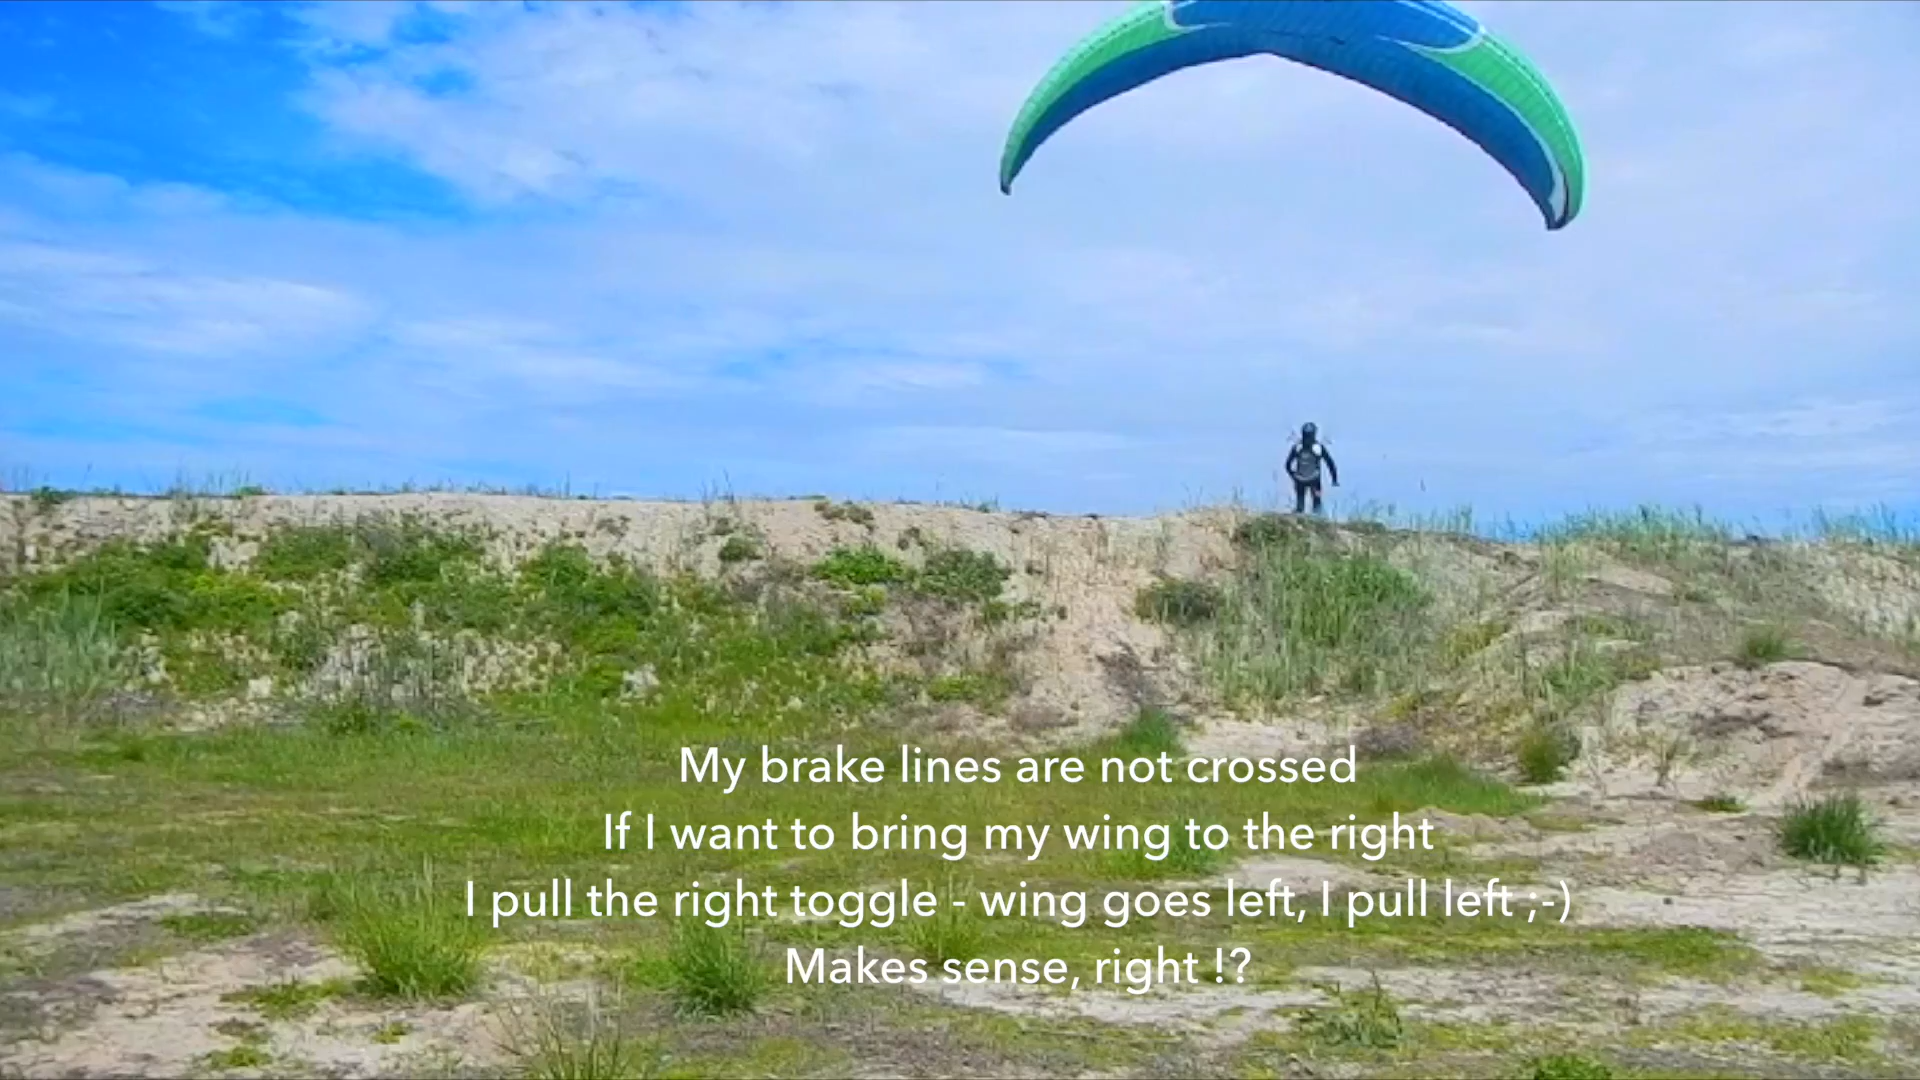 My brake lines are not crossed
If I want to bring my wing to the right
I pull the right toggle - wing goes left, I pull left ;-)
Makes sense, right !?